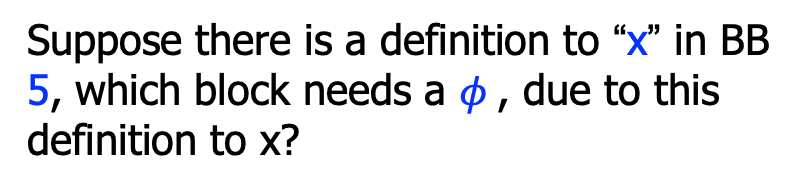 Suppose there is a definition to “x” in BB
5, which block needs a ϕ , due to this
definition to x?